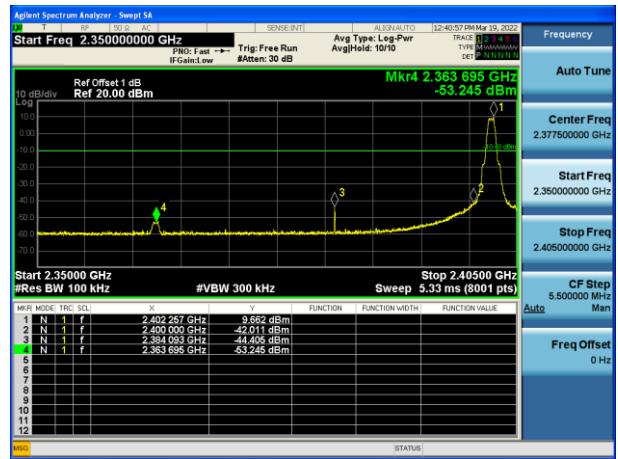 Agilent Spectrum Analyzer - Swept SA
T RF 50 Ω AC SENSE:INT ALIGN AUTO 12:40:57 PM Mar 19, 2022
Start Freq 2.350000000 GHz
PNO: Fast
IFGain:Low
Trig: Free Run
#Atten: 30 dB
Avg Type: Log-Pwr
Avg|Hold: 10/10
TRACE 1 2 3 4 5 6
TYPE M
DET P N N N N N
Frequency
Mkr4 2.363 695 GHz
-53.245 dBm
Ref Offset 1 dB
Ref 20.00 dBm
10 dB/div
Log
10.0
0.00
-10.0
-20.0
-30.0
-40.0
-50.0
-60.0
-70.0
1
2
3
4
Start 2.35000 GHz
Stop 2.40500 GHz
#Res BW 100 kHz
#VBW 300 kHz
Sweep 5.33 ms (8001 pts)
MKR MODE TRC SCL X Y FUNCTION FUNCTION WIDTH FUNCTION VALUE
1 N 1 f 2.402 257 GHz 9.662 dBm
2 N 1 f 2.400 000 GHz -42.011 dBm
3 N 1 f 2.384 093 GHz -44.405 dBm
4 N 1 f 2.363 695 GHz -53.245 dBm
5
6
7
8
9
10
11
12
MSG
STATUS
Auto Tune
Center Freq
2.377500000 GHz
Start Freq
2.350000000 GHz
Stop Freq
2.405000000 GHz
CF Step
5.500000 MHz
Auto Man
Freq Offset
0 Hz